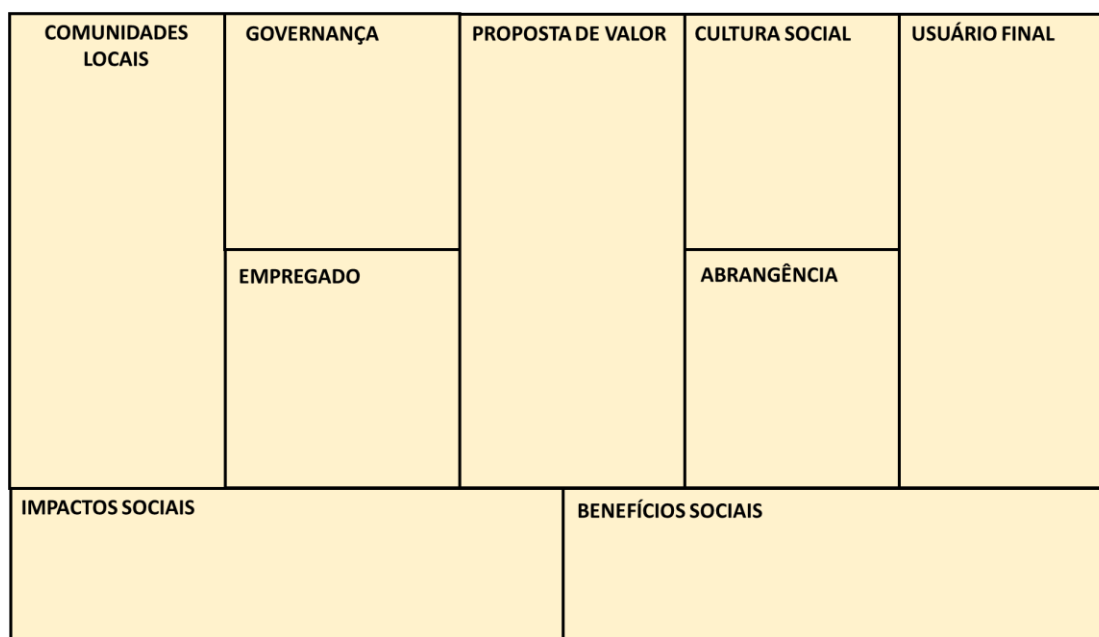 COMUNIDADES
LOCAIS
GOVERNANÇA
EMPREGADO
PROPOSTA DE VALOR
CULTURA SOCIAL
ABRANGÊNCIA
USUÁRIO FINAL
IMPACTOS SOCIAIS
BENEFÍCIOS SOCIAIS